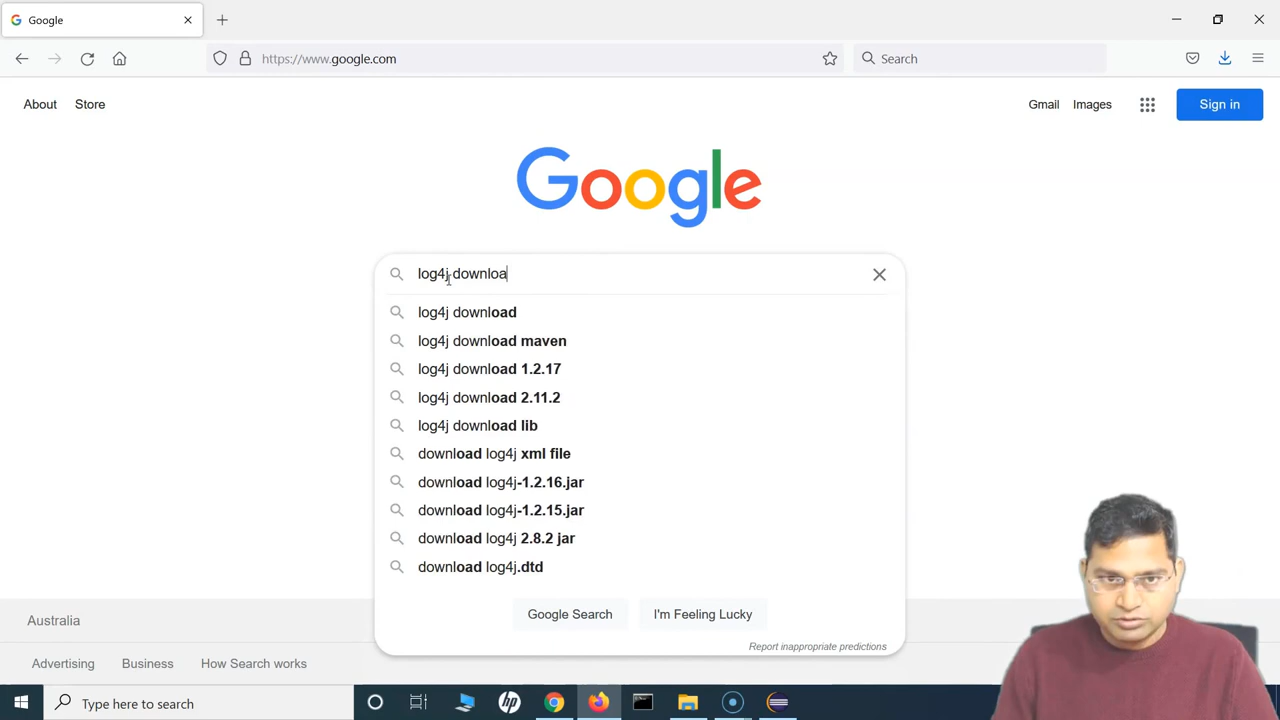 Google
https://www.google.com
Search
About
Store
Gmail
Images
Sign in
Google
log4j downloa
log4j download
log4j download maven
log4j download 1.2.17
log4j download 2.11.2
log4j download lib
download log4j xml file
download log4j-1.2.16.jar
download log4j-1.2.15.jar
download log4j 2.8.2 jar
download log4j.dtd
Google Search
I'm Feeling Lucky
Report inappropriate predictions
Australia
Advertising
Business
How Search works
hp
Type here to search